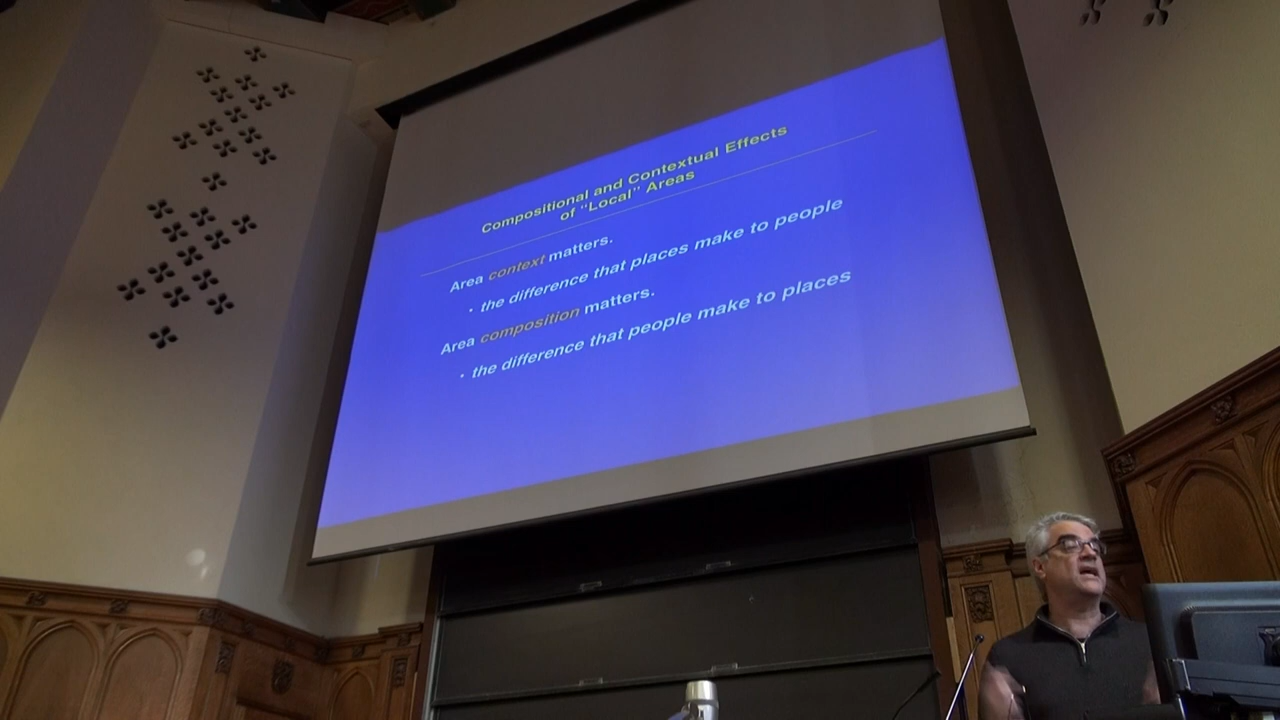 Compositional and Contextual Effects
of "Local" Areas
Area context matters.
• the difference that places make to people
Area composition matters.
• the difference that people make to places